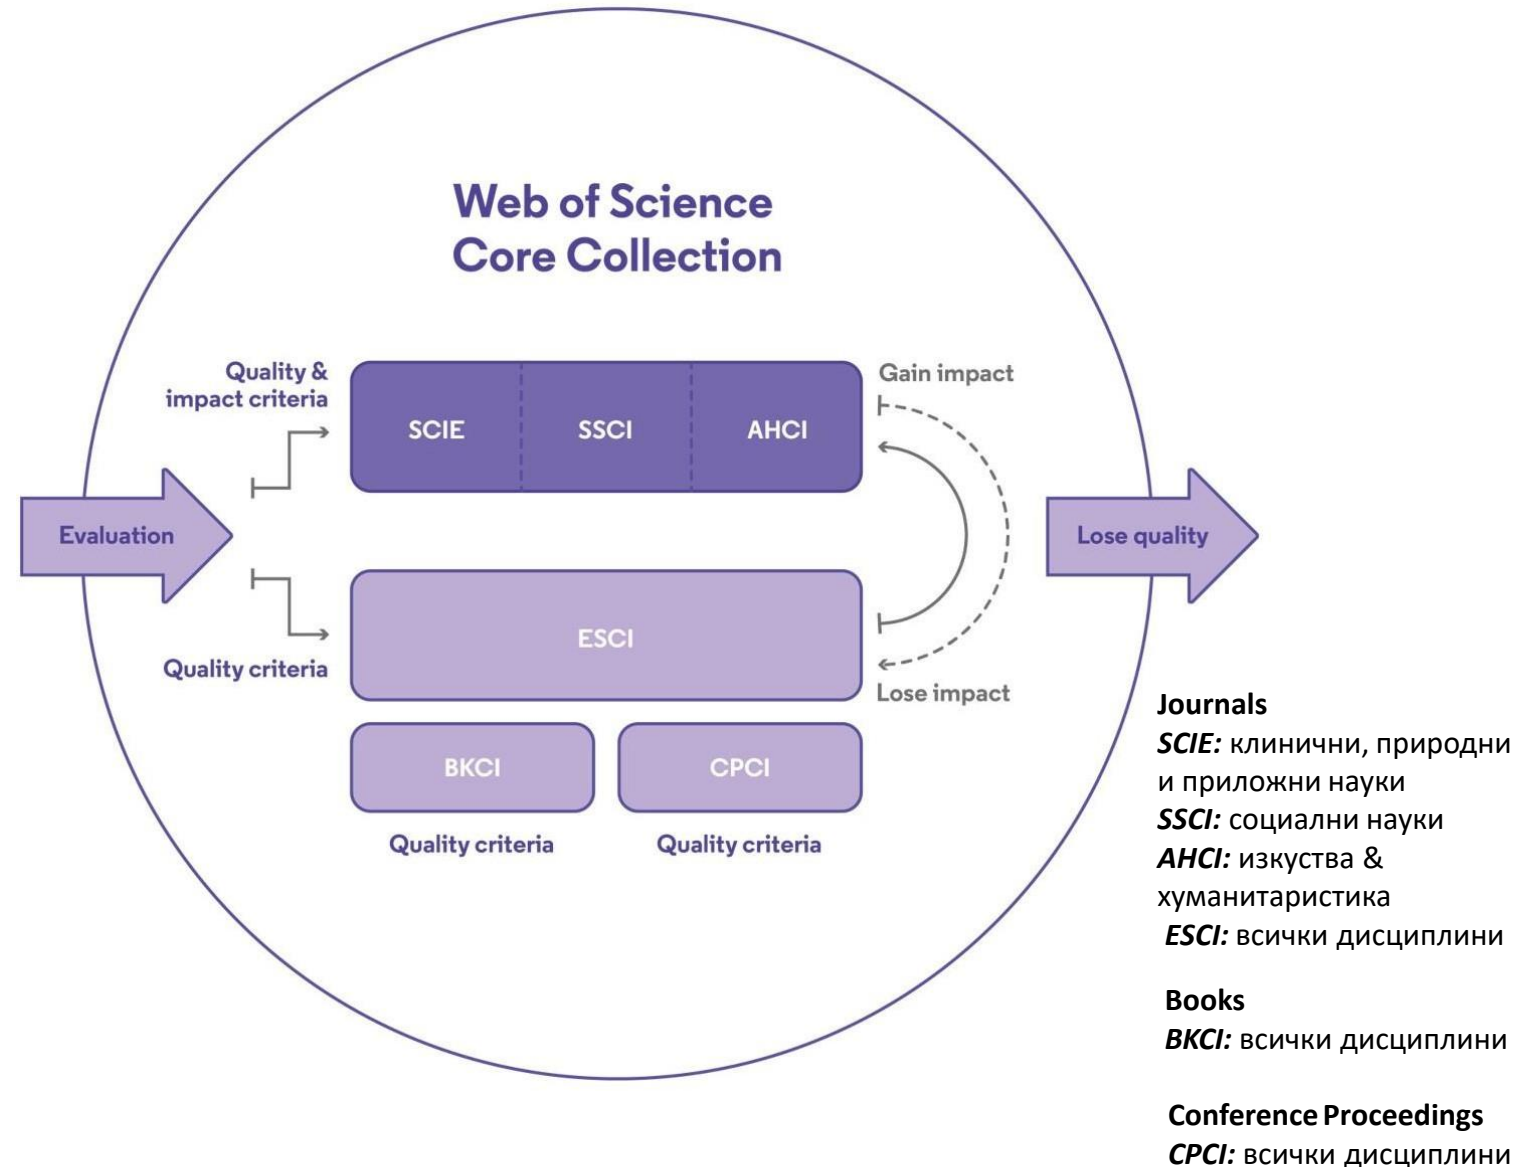 Web of Science
Core Collection
Quality &
impact criteria
SCIE
SSCI
AHCI
Gain impact
Evaluation
Lose quality
ESCI
Quality criteria
Lose impact
BKCI
CPCI
Quality criteria
Quality criteria
Journals
SCIE: клинични, природни
и приложни науки
SSCI: социални науки
AHCI: изкуства &
хуманитаристика
ESCI: всички дисциплини
Books
BKCI: всички дисциплини
Conference Proceedings
CPCI: всички дисциплини